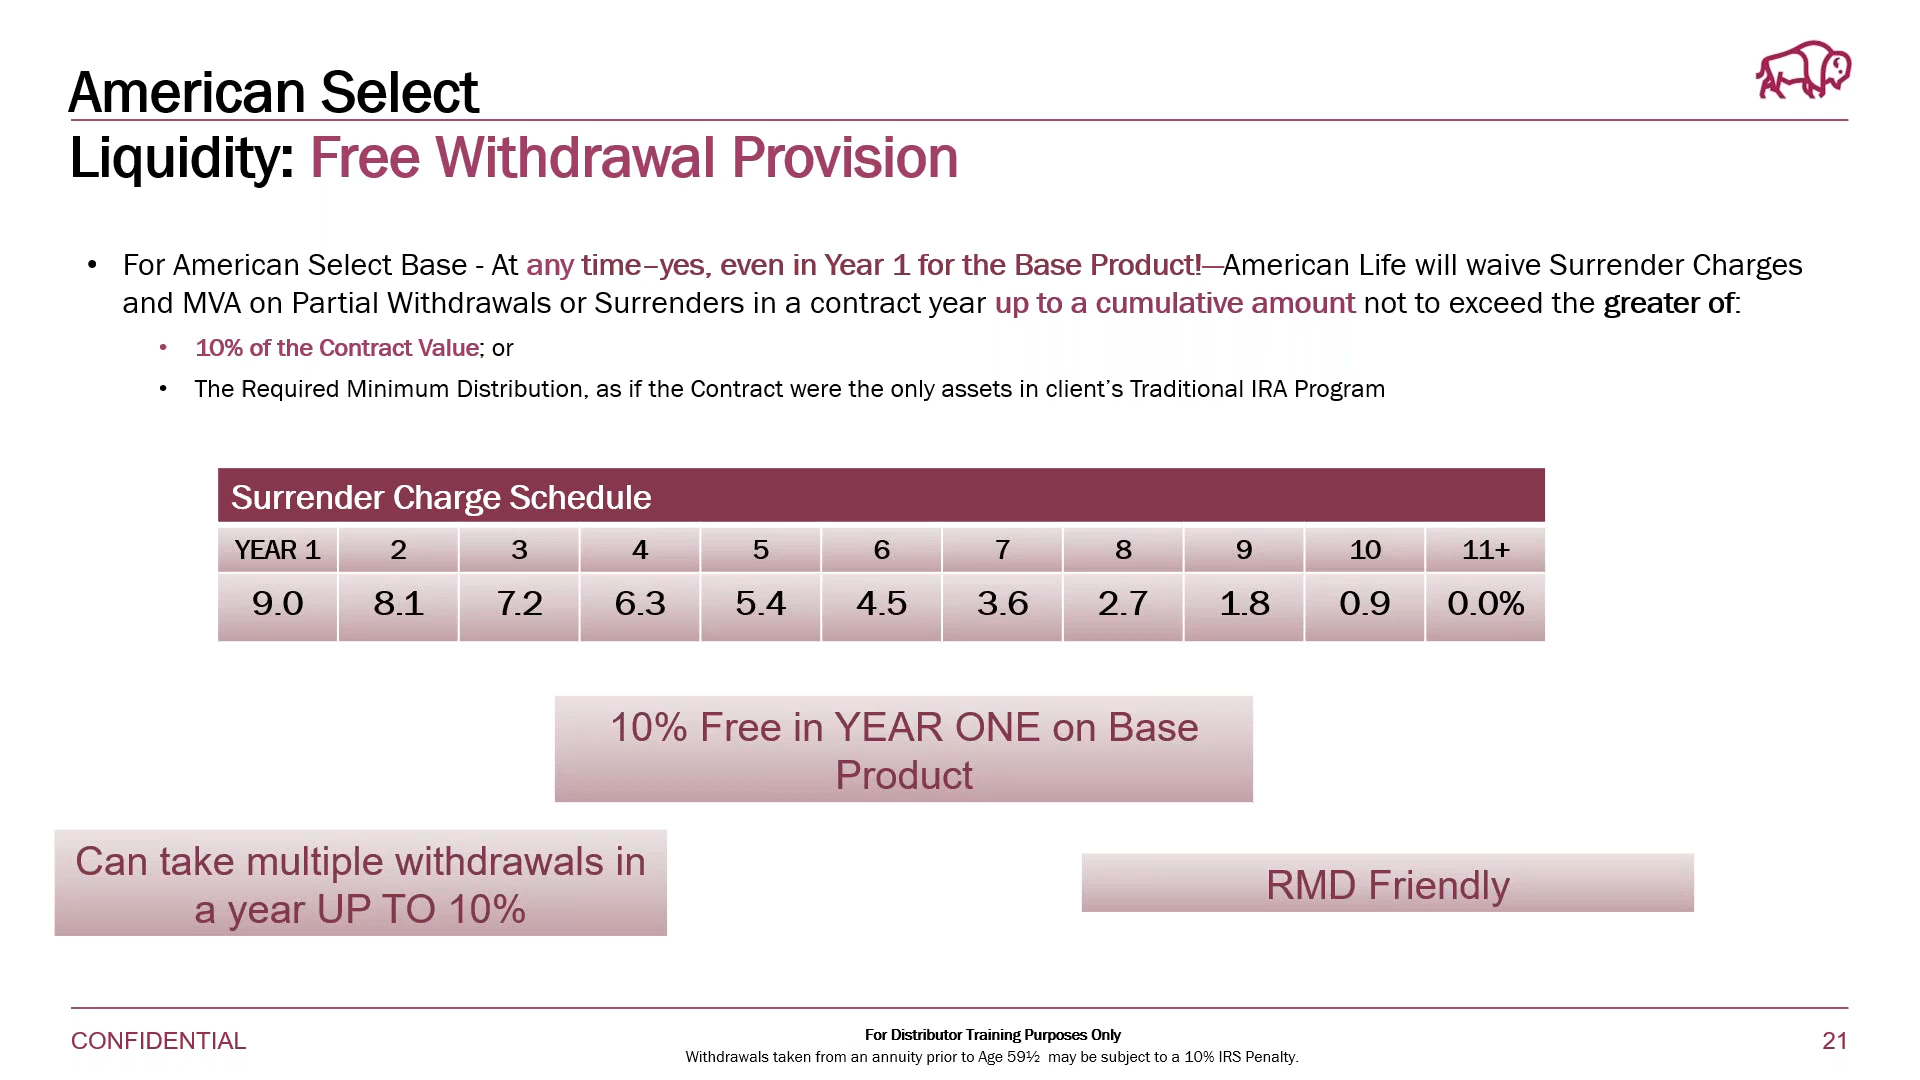 American Select
Liquidity: Free Withdrawal Provision
• For American Select Base - At any time–yes, even in Year 1 for the Base Product!—American Life will waive Surrender Charges
and MVA on Partial Withdrawals or Surrenders in a contract year up to a cumulative amount not to exceed the greater of:
• 10% of the Contract Value; or
• The Required Minimum Distribution, as if the Contract were the only assets in client’s Traditional IRA Program
Surrender Charge Schedule
YEAR 1 2 3 4 5 6 7 8 9 10 11+
9.0 8.1 7.2 6.3 5.4 4.5 3.6 2.7 1.8 0.9 0.0%
10% Free in YEAR ONE on Base
Product
Can take multiple withdrawals in
a year UP TO 10%
RMD Friendly
CONFIDENTIAL
For Distributor Training Purposes Only
Withdrawals taken from an annuity prior to Age 59½ may be subject to a 10% IRS Penalty.
21